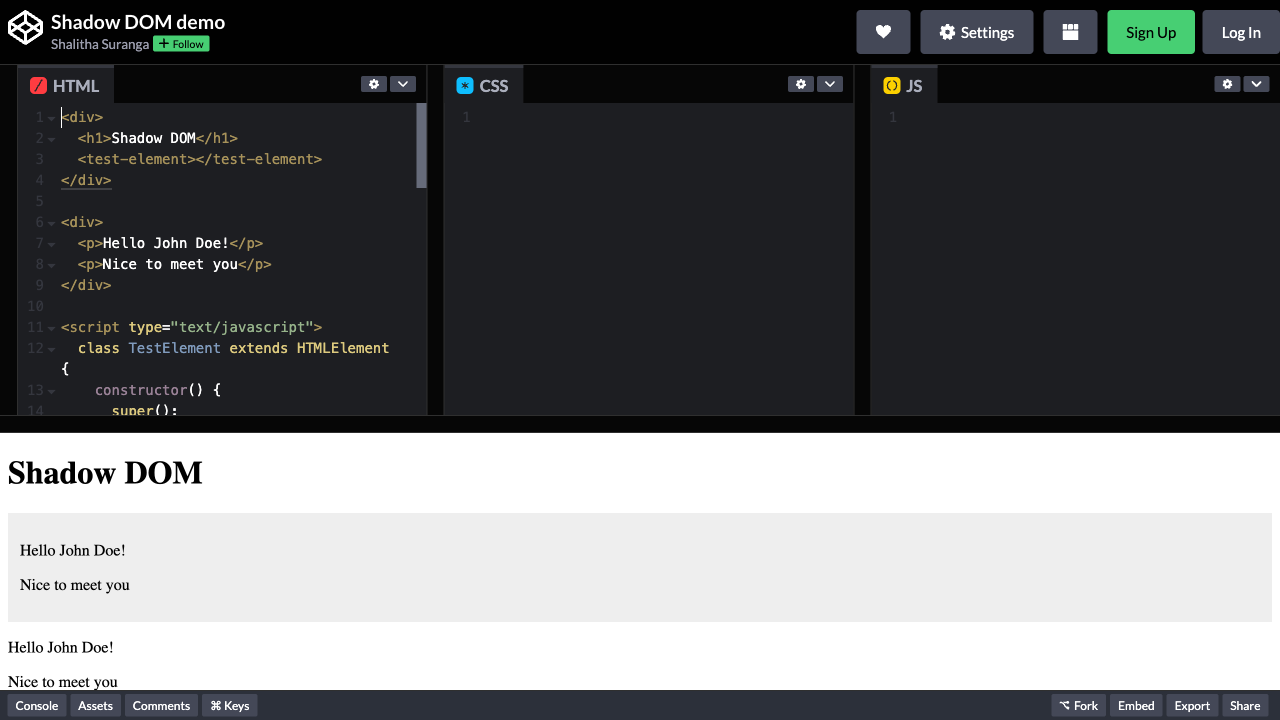 Shadow DOM demo
Shalitha Suranga
+ Follow
Settings
Sign Up
Log In
HTML
CSS
JS
1 <div>
2 <h1>Shadow DOM</h1>
3 <test-element></test-element>
4 </div>
5
6 <div>
7 <p>Hello John Doe!</p>
8 <p>Nice to meet you</p>
9 </div>
10
11 <script type="text/javascript">
12 class TestElement extends HTMLElement
{
13 constructor() {
14 super();
1
1
Shadow DOM
Hello John Doe!
Nice to meet you
Hello John Doe!
Nice to meet you
Console
Assets
Comments
⌘ Keys
⌥ Fork
Embed
Export
Share